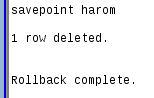 savepoint harom
1 row deleted.
Rollback complete.